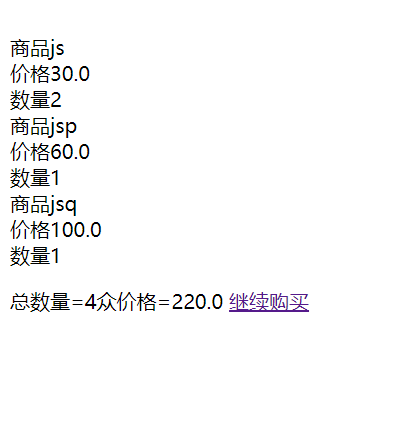 商品js
价格30.0
数量2
商品jsp
价格60.0
数量1
商品jsq
价格100.0
数量1
总数量=4众价格=220.0 继续购买